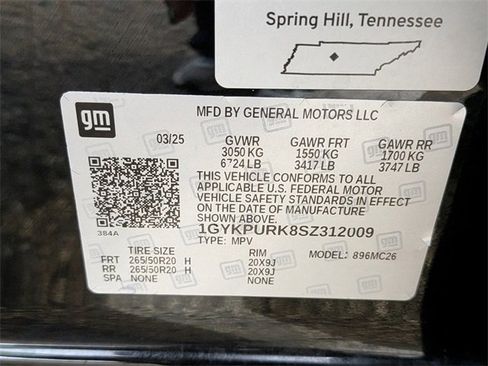 Spring Hill, Tennessee
gm
MFD BY GENERAL MOTORS LLC
03/25 GVWR GAWR FRT GAWR RR
3050 KG 1550 KG 1700 KG
6724 LB 3417 LB 3747 LB
THIS VEHICLE CONFORMS TO ALL
APPLICABLE U.S. FEDERAL MOTOR
VEHICLE SAFETY STANDARDS IN EFFECT
ON THE DATE OF MANUFACTURE
384A 1GYKPURK8SZ312009
TYPE: MPV MODEL: 896MC26
TIRE SIZE RIM
FRT 265/50R20 H 20X9J
RR 265/50R20 H 20X9J
SPA NONE NONE